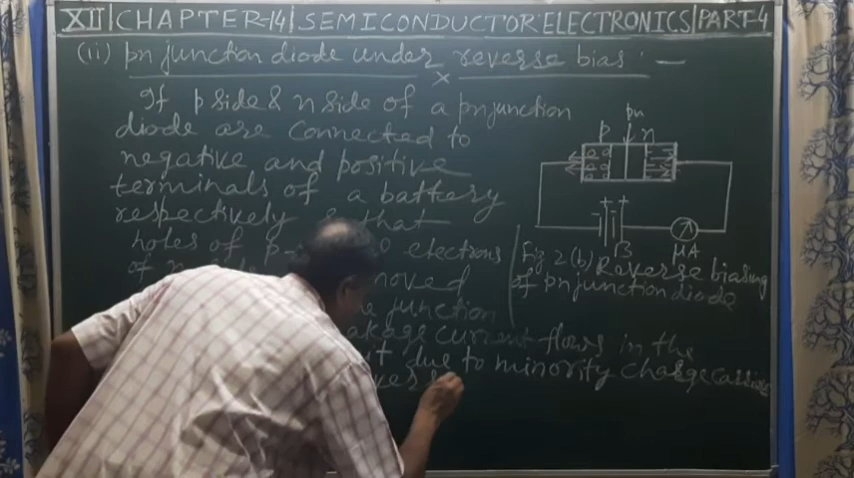 XII|CHAPTER-14|SEMICONDUCTOR ELECTRONICS|PART-4
(ii) pn junction diode under reverse bias: —
×
If p side & n side of a pn junction
diode are connected to
negative and positive
terminals of a battery
respectively that
holes of p- electrons
of moved
junction
current flows in the
due to minority charge carriers
pn
p n
B μA
Fig 2(b) Reverse biasing
of pn junction diode